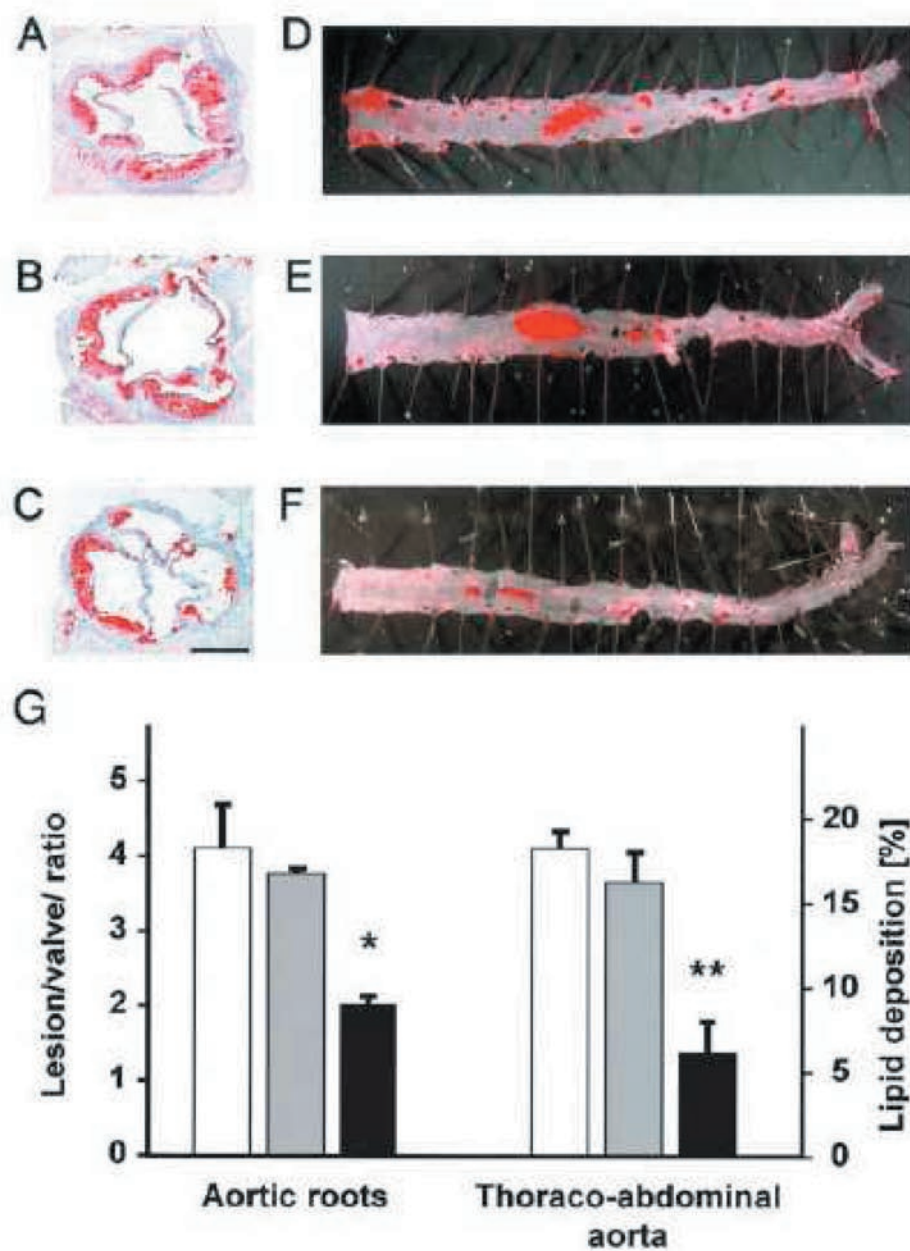 A
D
B
E
C
F
G
Lesion/valve/ ratio
5
4
3
2
1
0
*
**
20
15
10
5
0
Lipid deposition [%]
Aortic roots
Thoraco-abdominal
aorta